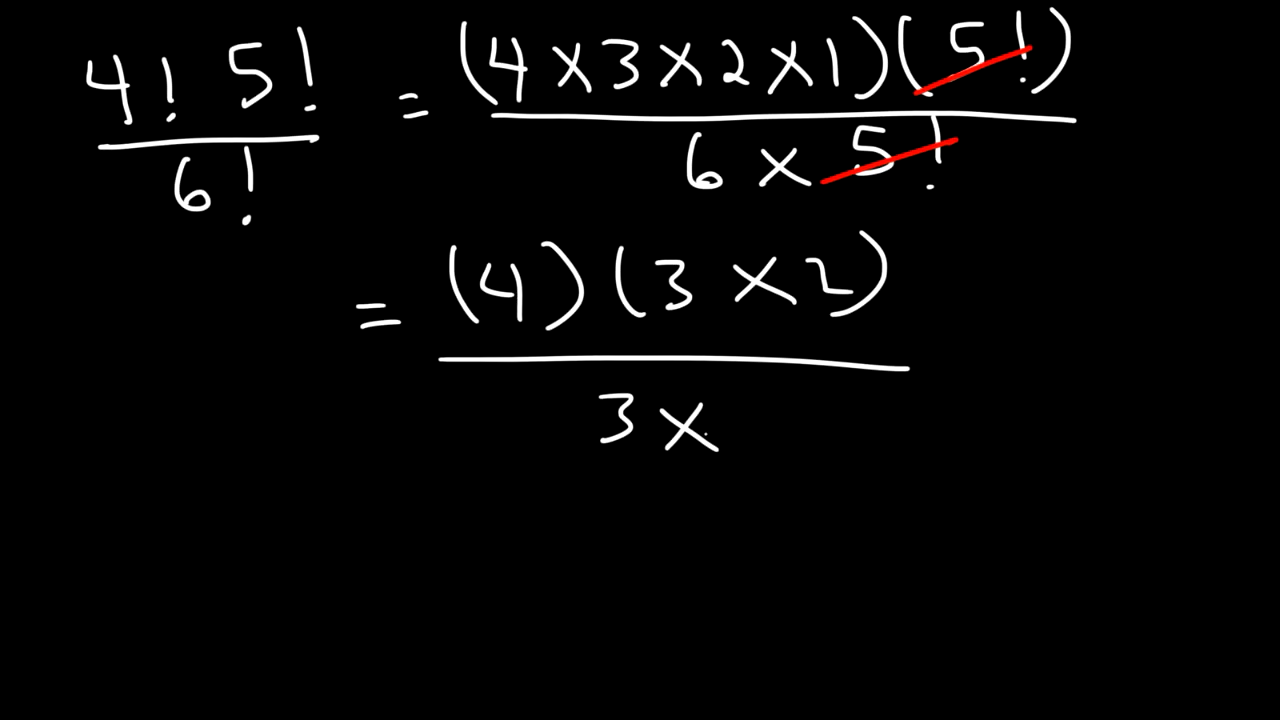 4! 5! / 6! = (4 × 3 × 2 × 1)(5!) / 6 × 5!
= (4)(3 × 2) / 3 ×